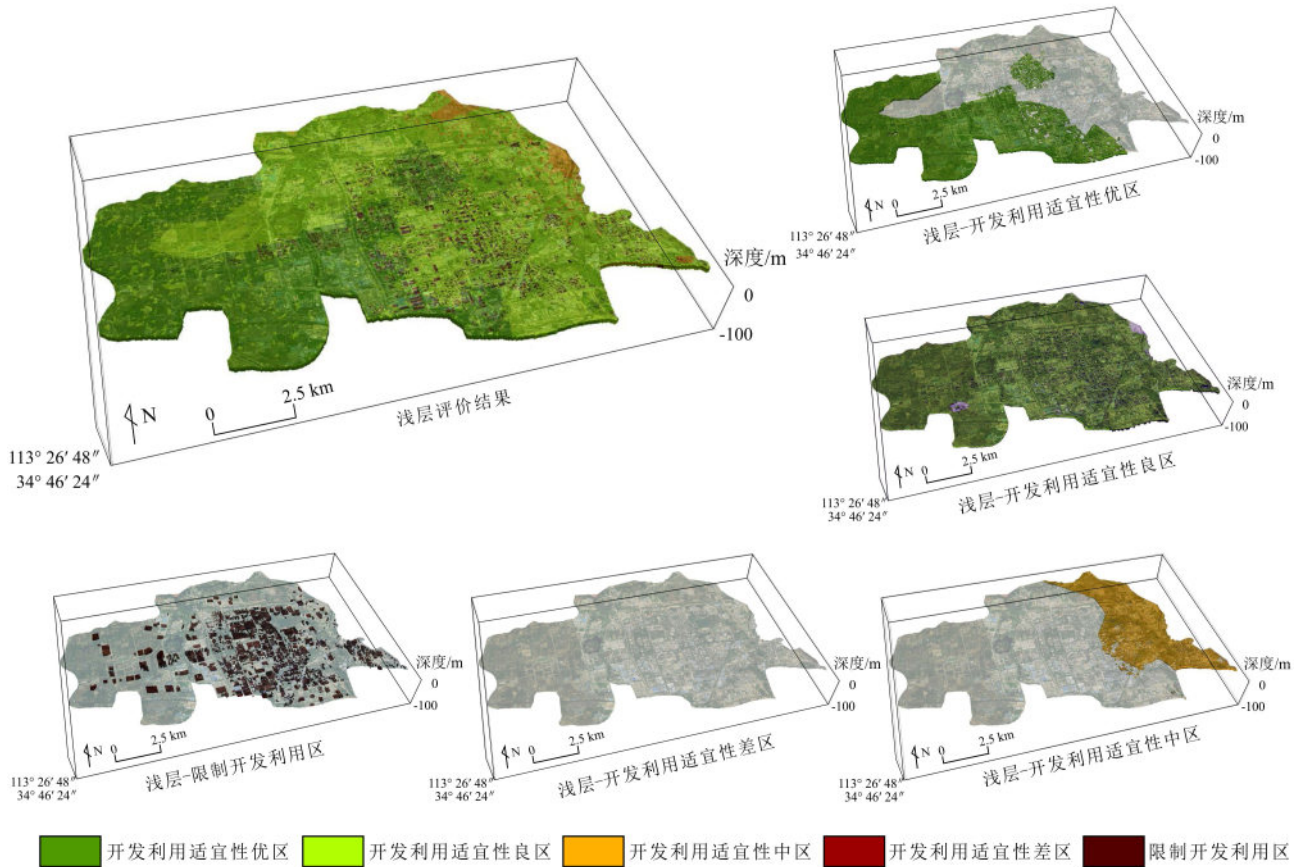 深度/m
0
-100
N
0
2.5 km
113° 26′ 48″
34° 46′ 24″
浅层评价结果
深度/m
0
-100
N
0
2.5 km
113° 26′ 48″
34° 46′ 24″
浅层-开发利用适宜性优区
深度/m
0
-100
N
0
2.5 km
113° 26′ 48″
34° 46′ 24″
浅层-开发利用适宜性良区
深度/m
0
-100
N
0
2.5 km
113° 26′ 48″
34° 46′ 24″
浅层-限制开发利用区
深度/m
0
-100
N
0
2.5 km
113° 26′ 48″
34° 46′ 24″
浅层-开发利用适宜性差区
深度/m
0
-100
N
0
2.5 km
113° 26′ 48″
34° 46′ 24″
浅层-开发利用适宜性中区
开发利用适宜性优区
开发利用适宜性良区
开发利用适宜性中区
开发利用适宜性差区
限制开发利用区